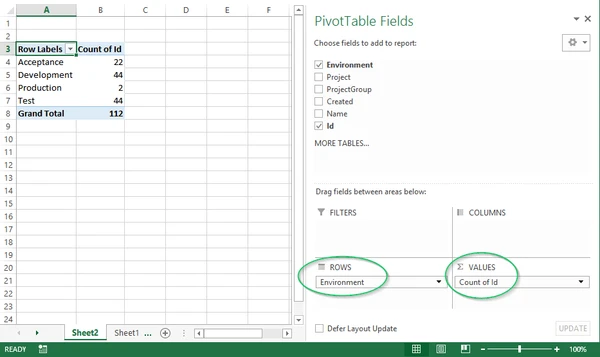 A B C D E F
1
2
3 Row Labels Count of Id
4 Acceptance 22
5 Development 44
6 Production 2
7 Test 44
8 Grand Total 112
9
10
11
12
13
14
15
16
17
18
19
20
21
22
23
24
Sheet2 Sheet1 ...
READY
PivotTable Fields
Choose fields to add to report:
Environment
Project
ProjectGroup
Created
Name
Id
MORE TABLES...
Drag fields between areas below:
FILTERS COLUMNS
ROWS Σ VALUES
Environment Count of Id
Defer Layout Update UPDATE
100%